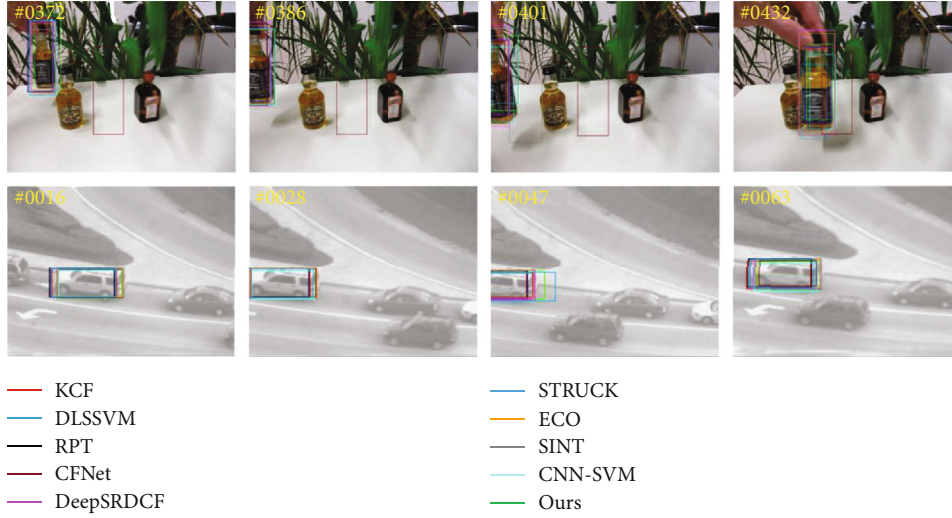 #0372 #0386 #0401 #0432
#0016 #0028 #0047 #0063
KCF
DLSSVM
RPT
CFNet
DeepSRDCF
STRUCK
ECO
SINT
CNN-SVM
Ours